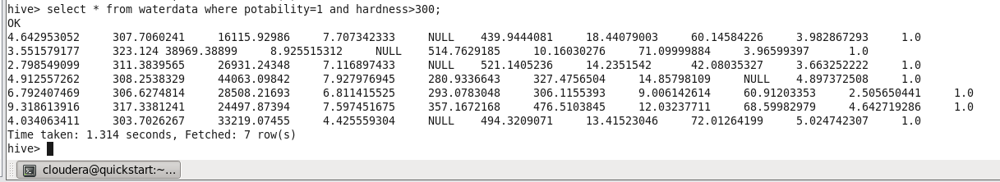 hive> select * from waterdata where potability=1 and hardness>300;
OK
4.642953052 307.7060241 16115.92986 7.707342333 NULL 439.9444081 18.44079003 60.14584226 3.982867293 1.0
3.551579177 323.124 38969.38899 8.925515312 NULL 514.7629185 10.16030276 71.09999884 3.96599397 1.0
2.798549099 311.3839565 26931.24348 7.116897433 NULL 521.1405236 14.2351542 42.08035327 3.663252222 1.0
4.912557262 308.2538329 44063.09842 7.927976945 280.9336643 327.4756504 14.85798109 NULL 4.897372508 1.0
6.792407469 306.6274814 28508.21693 6.811415525 293.0783048 306.1155393 9.006142614 60.91203353 2.505650441 1.0
9.318613916 317.3381241 24497.87394 7.597451675 357.1672168 476.5103845 12.03237711 68.59982979 4.642719286 1.0
4.034063411 303.7026267 33219.07455 4.425559304 NULL 494.3209071 13.41523046 72.01264199 5.024742307 1.0
Time taken: 1.314 seconds, Fetched: 7 row(s)
hive>
cloudera@quickstart:~...